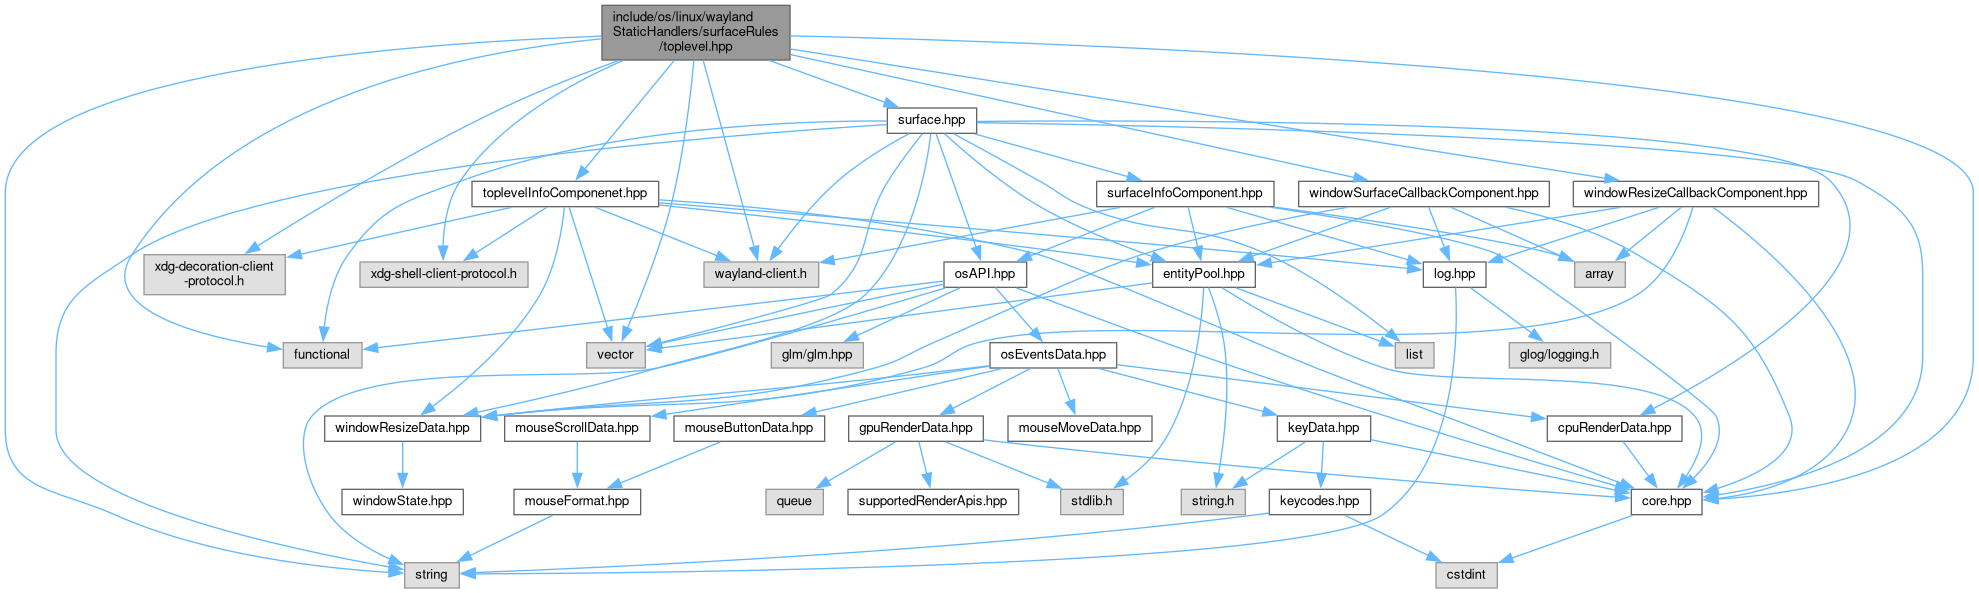 include/os/linux/wayland
StaticHandlers/surfaceRules
/toplevel.hpp
surface.hpp
toplevelInfoComponenet.hpp
surfaceInfoComponent.hpp
windowSurfaceCallbackComponent.hpp
windowResizeCallbackComponent.hpp
xdg-decoration-client
-protocol.h
xdg-shell-client-protocol.h
wayland-client.h
osAPI.hpp
entityPool.hpp
log.hpp
array
functional
vector
glm/glm.hpp
osEventsData.hpp
list
glog/logging.h
windowResizeData.hpp
mouseScrollData.hpp
mouseButtonData.hpp
gpuRenderData.hpp
mouseMoveData.hpp
keyData.hpp
cpuRenderData.hpp
windowState.hpp
mouseFormat.hpp
queue
supportedRenderApis.hpp
stdlib.h
string.h
keycodes.hpp
core.hpp
string
cstdint